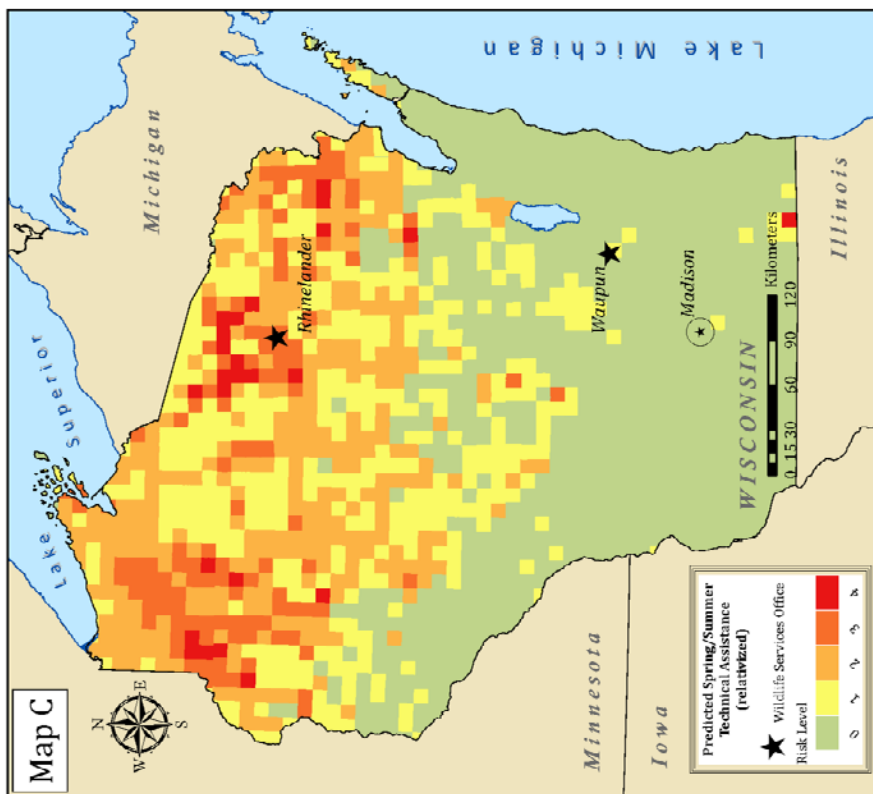 Map C
N
W
E
S
Lake Superior
Michigan
Lake Michigan
Rhinelander
Waupun
Madison
WISCONSIN
Minnesota
Iowa
Illinois
0 15 30 60 90 120
Kilometers
Predicted Spring/Summer
Technical Assistance
(relativized)
Wildlife Services Office
Risk Level
0 1 2 3 4